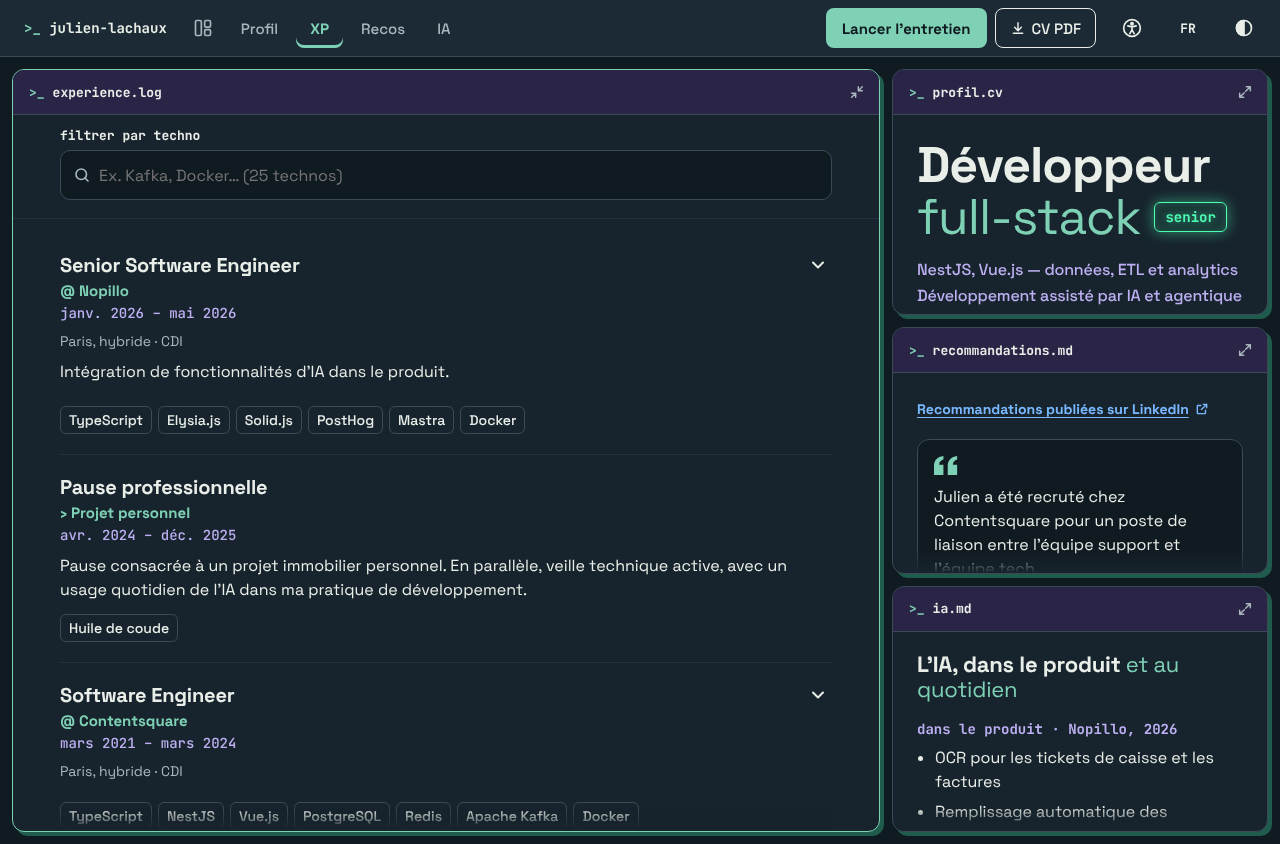 >_ julien-lachaux
Profil
XP
Recos
IA
Lancer l'entretien
CV PDF
FR
>_ experience.log
filtrer par techno
Ex. Kafka, Docker… (25 technos)
Senior Software Engineer
@ Nopillo
janv. 2026 – mai 2026
Paris, hybride · CDI
Intégration de fonctionnalités d'IA dans le produit.
TypeScript
Elysia.js
Solid.js
PostHog
Mastra
Docker
Pause professionnelle
> Projet personnel
avr. 2024 – déc. 2025
Pause consacrée à un projet immobilier personnel. En parallèle, veille technique active, avec un
usage quotidien de l'IA dans ma pratique de développement.
Huile de coude
Software Engineer
@ Contentsquare
mars 2021 – mars 2024
Paris, hybride · CDI
TypeScript
NestJS
Vue.js
PostgreSQL
Redis
Apache Kafka
Docker
>_ profil.cv
Développeur
full-stack
senior
NestJS, Vue.js — données, ETL et analytics
Développement assisté par IA et agentique
>_ recommandations.md
Recommandations publiées sur LinkedIn
Julien a été recruté chez
Contentsquare pour un poste de
liaison entre l'équipe support et
l'équipe tech
>_ ia.md
L'IA, dans le produit et au
quotidien
dans le produit · Nopillo, 2026
• OCR pour les tickets de caisse et les
factures
• Remplissage automatique des